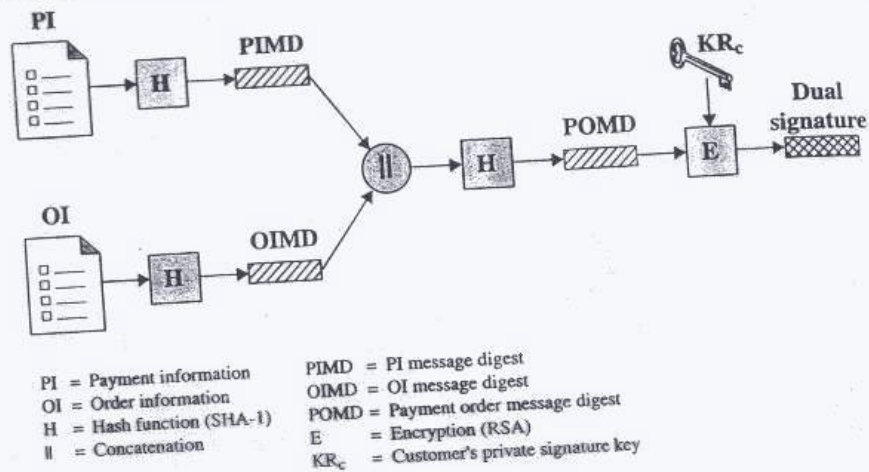 PI
PIMD
KRc
H
Dual
signature
POMD
||
H
E
OI
OIMD
H
PI = Payment information
OI = Order information
H = Hash function (SHA-1)
|| = Concatenation
PIMD = PI message digest
OIMD = OI message digest
POMD = Payment order message digest
E = Encryption (RSA)
KRc = Customer's private signature key